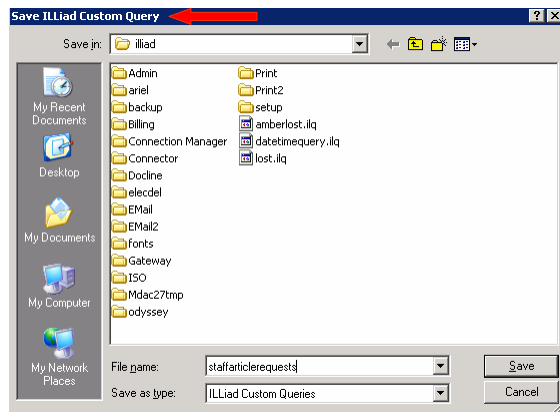 Save ILLiad Custom Query
Save in:
illiad
My Recent
Documents
Desktop
My Documents
My Computer
My Network
Places
Admin
ariel
backup
Billing
Connection Manager
Connector
Docline
elecdel
EMail
EMail2
fonts
Gateway
ISO
Mdac27tmp
odyssey
Print
Print2
setup
amberlost.ilq
datetimequery.ilq
lost.ilq
File name:
staffarticlerequests
Save
Save as type:
ILLiad Custom Queries
Cancel